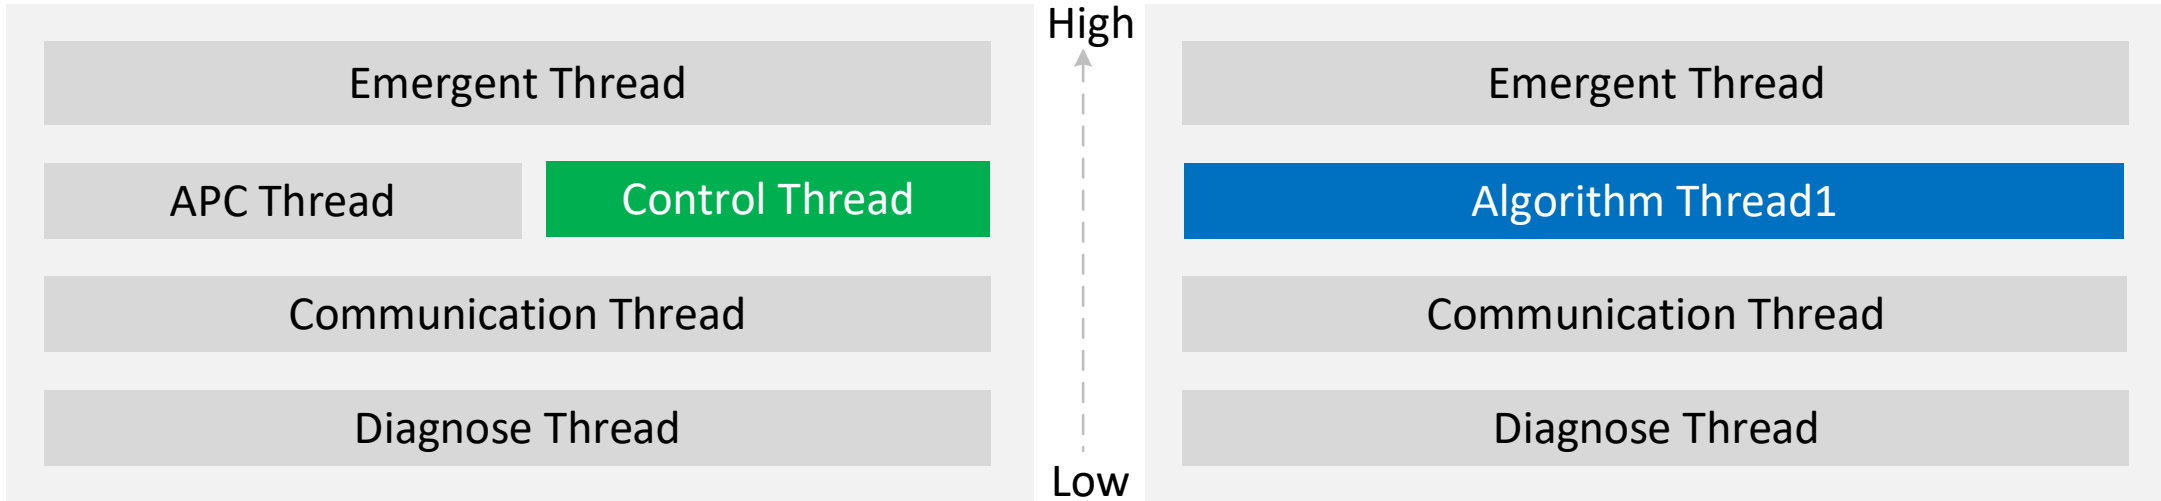 Emergent Thread
APC Thread
Control Thread
Communication Thread
Diagnose Thread
High
Low
Emergent Thread
Algorithm Thread1
Communication Thread
Diagnose Thread